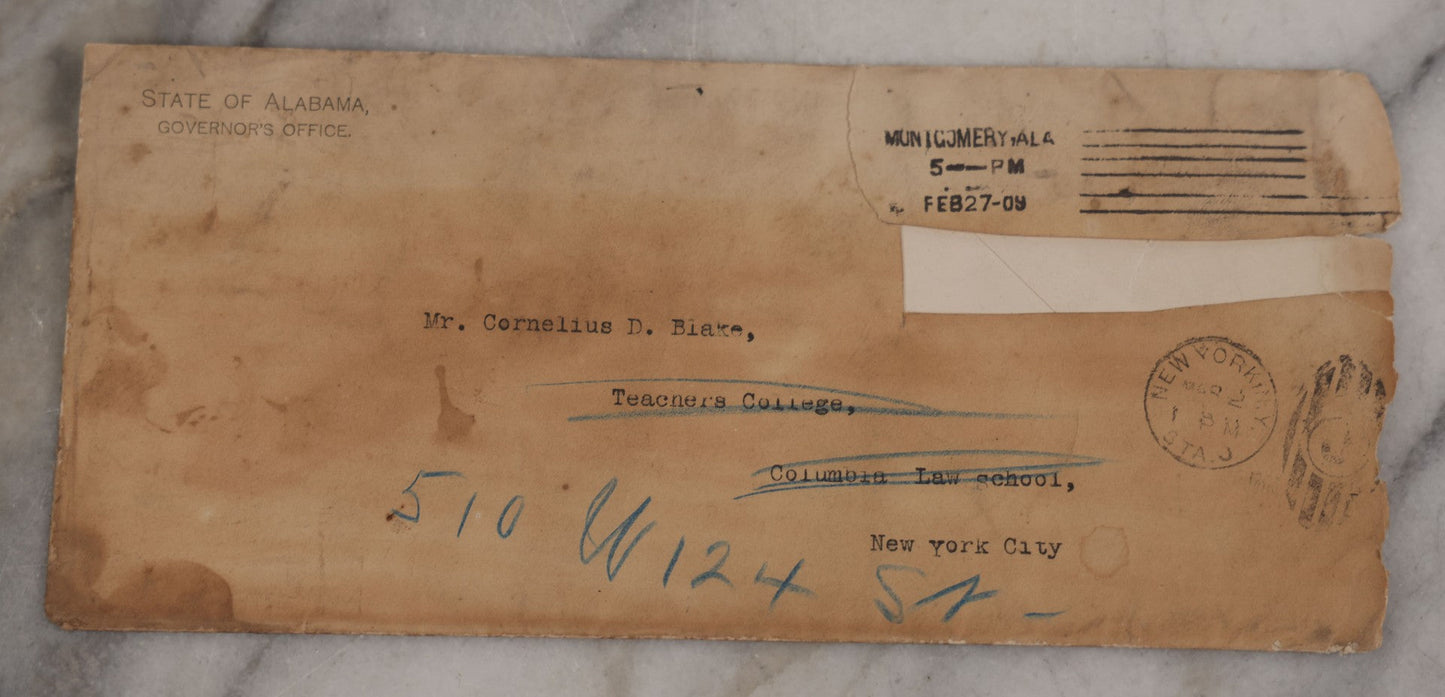 STATE OF ALABAMA,
GOVERNOR'S OFFICE.
MONTGOMERY, ALA
5 — PM
FEB 27-09
Mr. Cornelius D. Blake,
Teachers College,
Columbia Law school,
New York City
510 W 124 St -
NEW YORK, N.Y.
STA. J
J